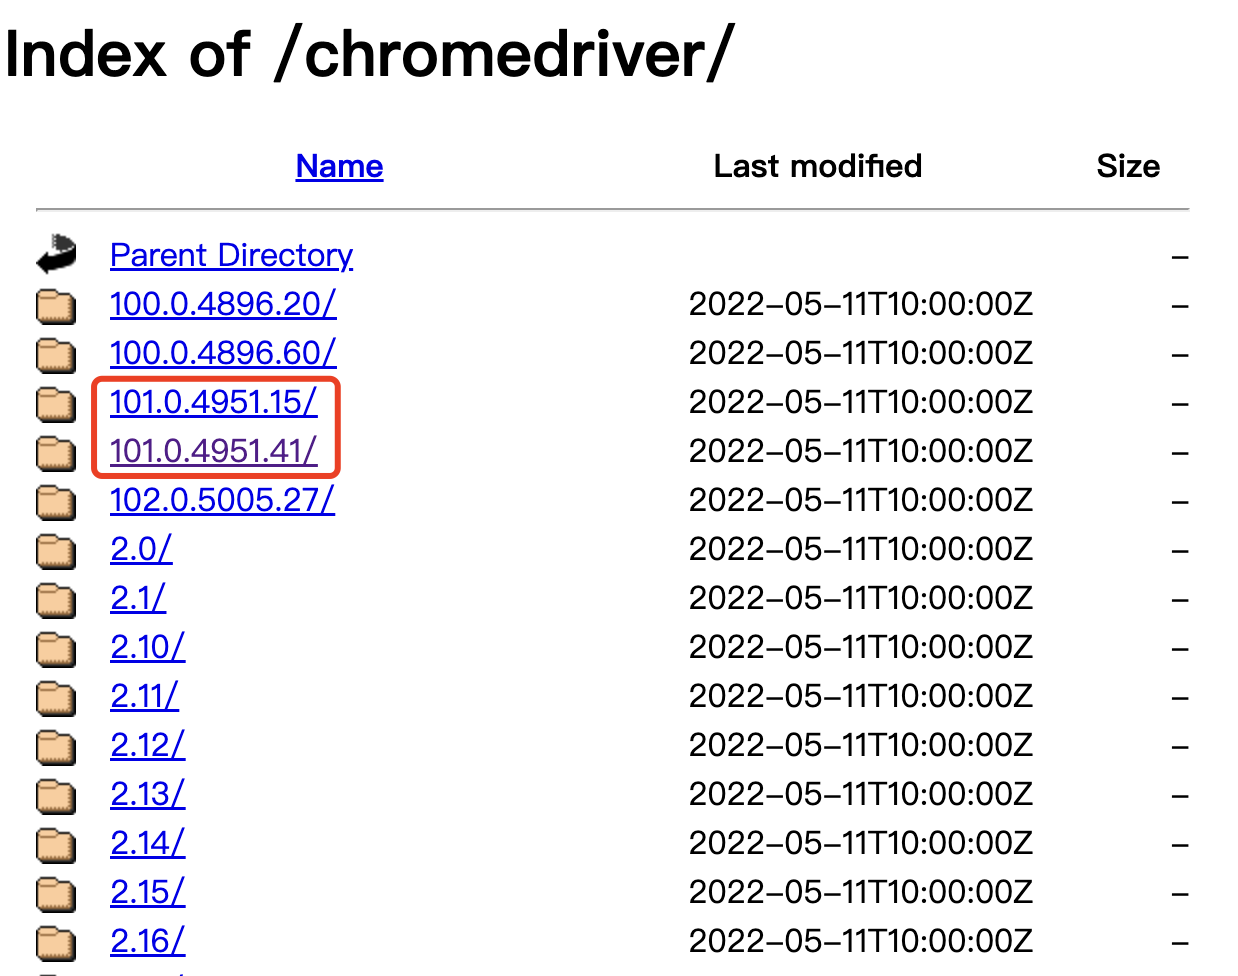 Index of /chromedriver/
Name Last modified Size
Parent Directory –
100.0.4896.20/ 2022-05-11T10:00:00Z –
100.0.4896.60/ 2022-05-11T10:00:00Z –
101.0.4951.15/ 2022-05-11T10:00:00Z –
101.0.4951.41/ 2022-05-11T10:00:00Z –
102.0.5005.27/ 2022-05-11T10:00:00Z –
2.0/ 2022-05-11T10:00:00Z –
2.1/ 2022-05-11T10:00:00Z –
2.10/ 2022-05-11T10:00:00Z –
2.11/ 2022-05-11T10:00:00Z –
2.12/ 2022-05-11T10:00:00Z –
2.13/ 2022-05-11T10:00:00Z –
2.14/ 2022-05-11T10:00:00Z –
2.15/ 2022-05-11T10:00:00Z –
2.16/ 2022-05-11T10:00:00Z –